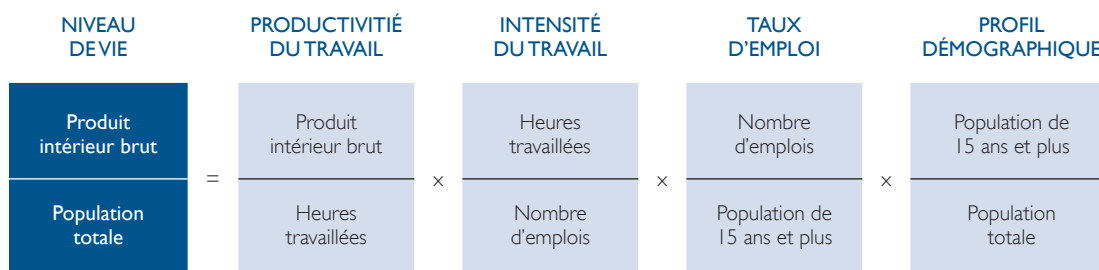 NIVEAU
DE VIE
PRODUCTIVITIÉ
DU TRAVAIL
INTENSITÉ
DU TRAVAIL
TAUX
D'EMPLOI
PROFIL
DÉMOGRAPHIQUE
Produit
intérieur brut
Population
totale
=
Produit
intérieur brut
Heures
travaillées
x
Heures
travaillées
Nombre
d'emplois
x
Nombre
d'emplois
Population de
15 ans et plus
x
Population de
15 ans et plus
Population
totale